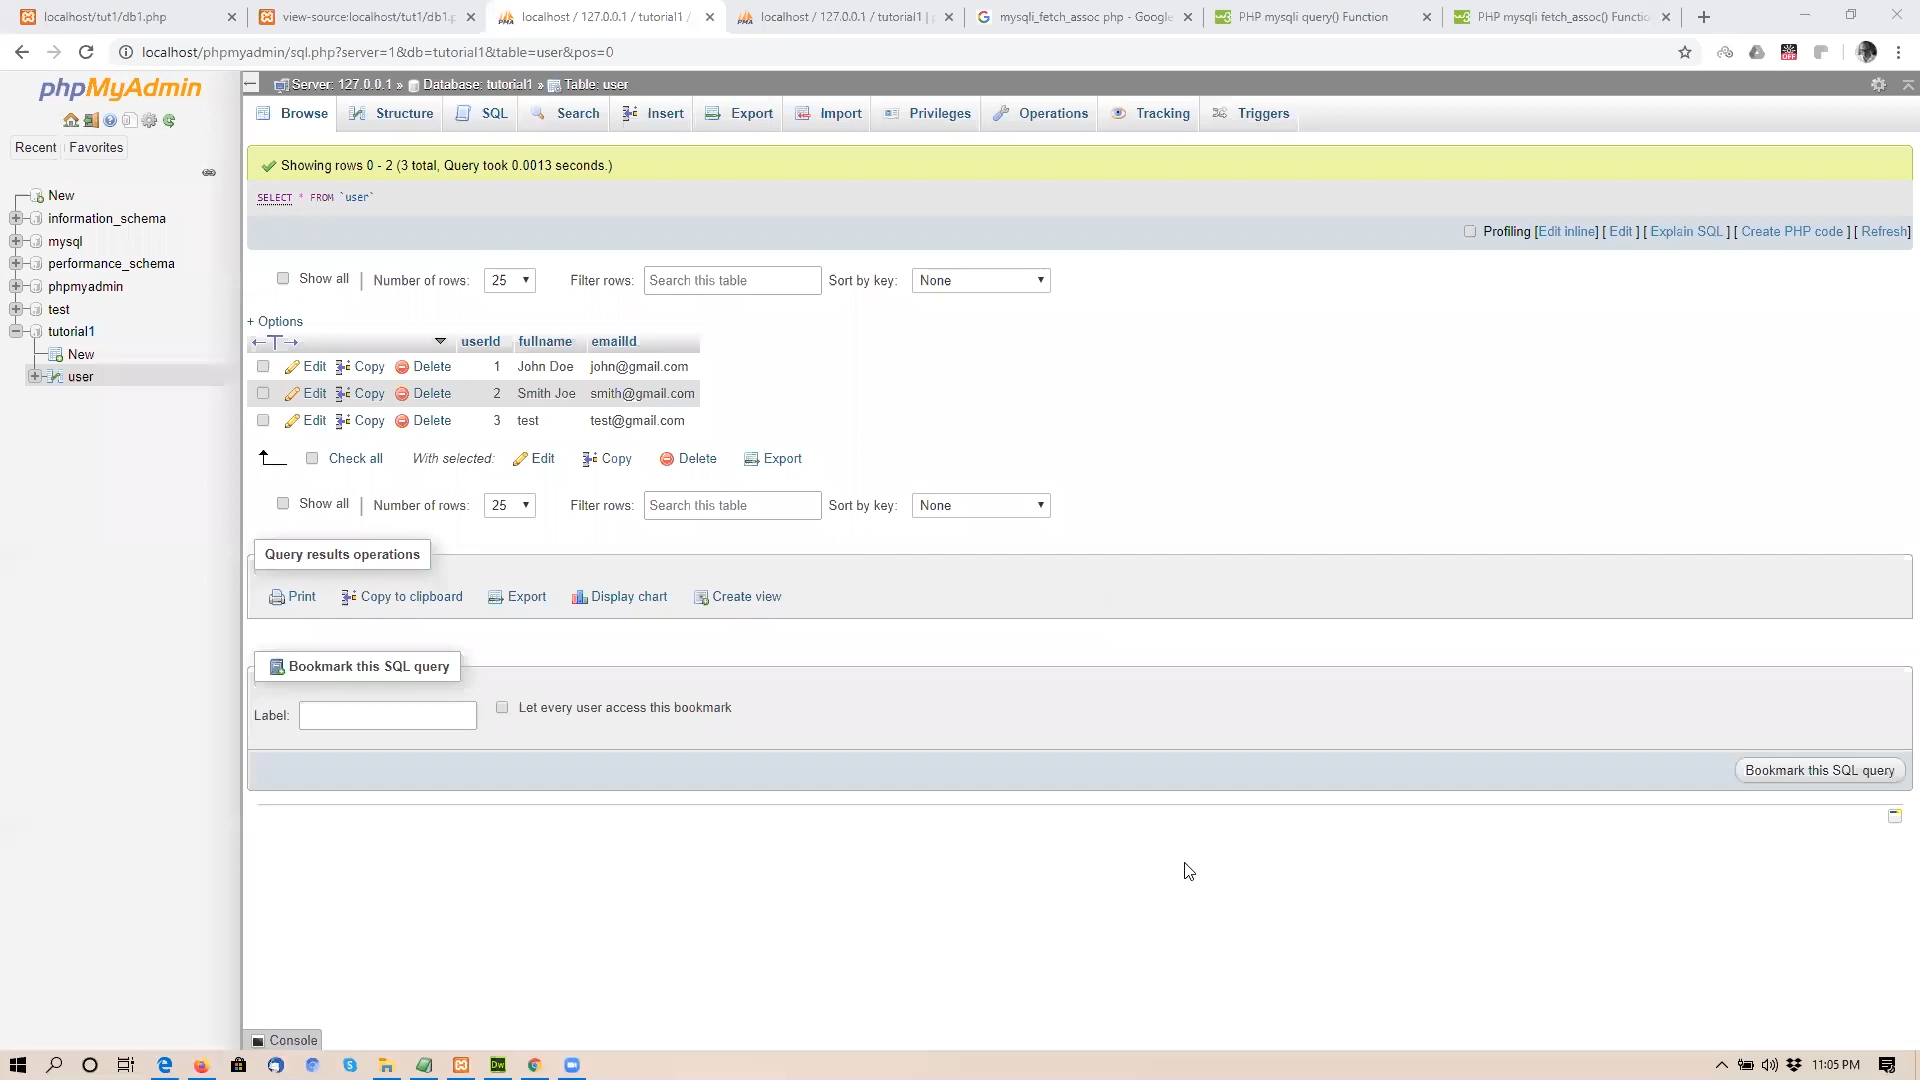 localhost/tut1/db1.php
view-source:localhost/tut1/db1.p
localhost / 127.0.0.1 / tutorial1 /
localhost / 127.0.0.1 / tutorial1 | p
mysqli_fetch_assoc php - Google
PHP mysqli query() Function
PHP mysqli fetch_assoc() Functio
localhost/phpmyadmin/sql.php?server=1&db=tutorial1&table=user&pos=0
phpMyAdmin
Recent Favorites
New
information_schema
mysql
performance_schema
phpmyadmin
test
tutorial1
New
user
Server: 127.0.0.1 » Database: tutorial1 » Table: user
Browse Structure SQL Search Insert Export Import Privileges Operations Tracking Triggers
Showing rows 0 - 2 (3 total, Query took 0.0013 seconds.)
SELECT * FROM `user`
Profiling [Edit inline] [ Edit ] [ Explain SQL ] [ Create PHP code ] [ Refresh]
Show all | Number of rows: 25 Filter rows: Search this table Sort by key: None
+ Options
userId fullname emailId
Edit Copy Delete 1 John Doe john@gmail.com
Edit Copy Delete 2 Smith Joe smith@gmail.com
Edit Copy Delete 3 test test@gmail.com
Check all With selected: Edit Copy Delete Export
Show all | Number of rows: 25 Filter rows: Search this table Sort by key: None
Query results operations
Print Copy to clipboard Export Display chart Create view
Bookmark this SQL query
Label: Let every user access this bookmark
Bookmark this SQL query
Console
Dw
11:05 PM